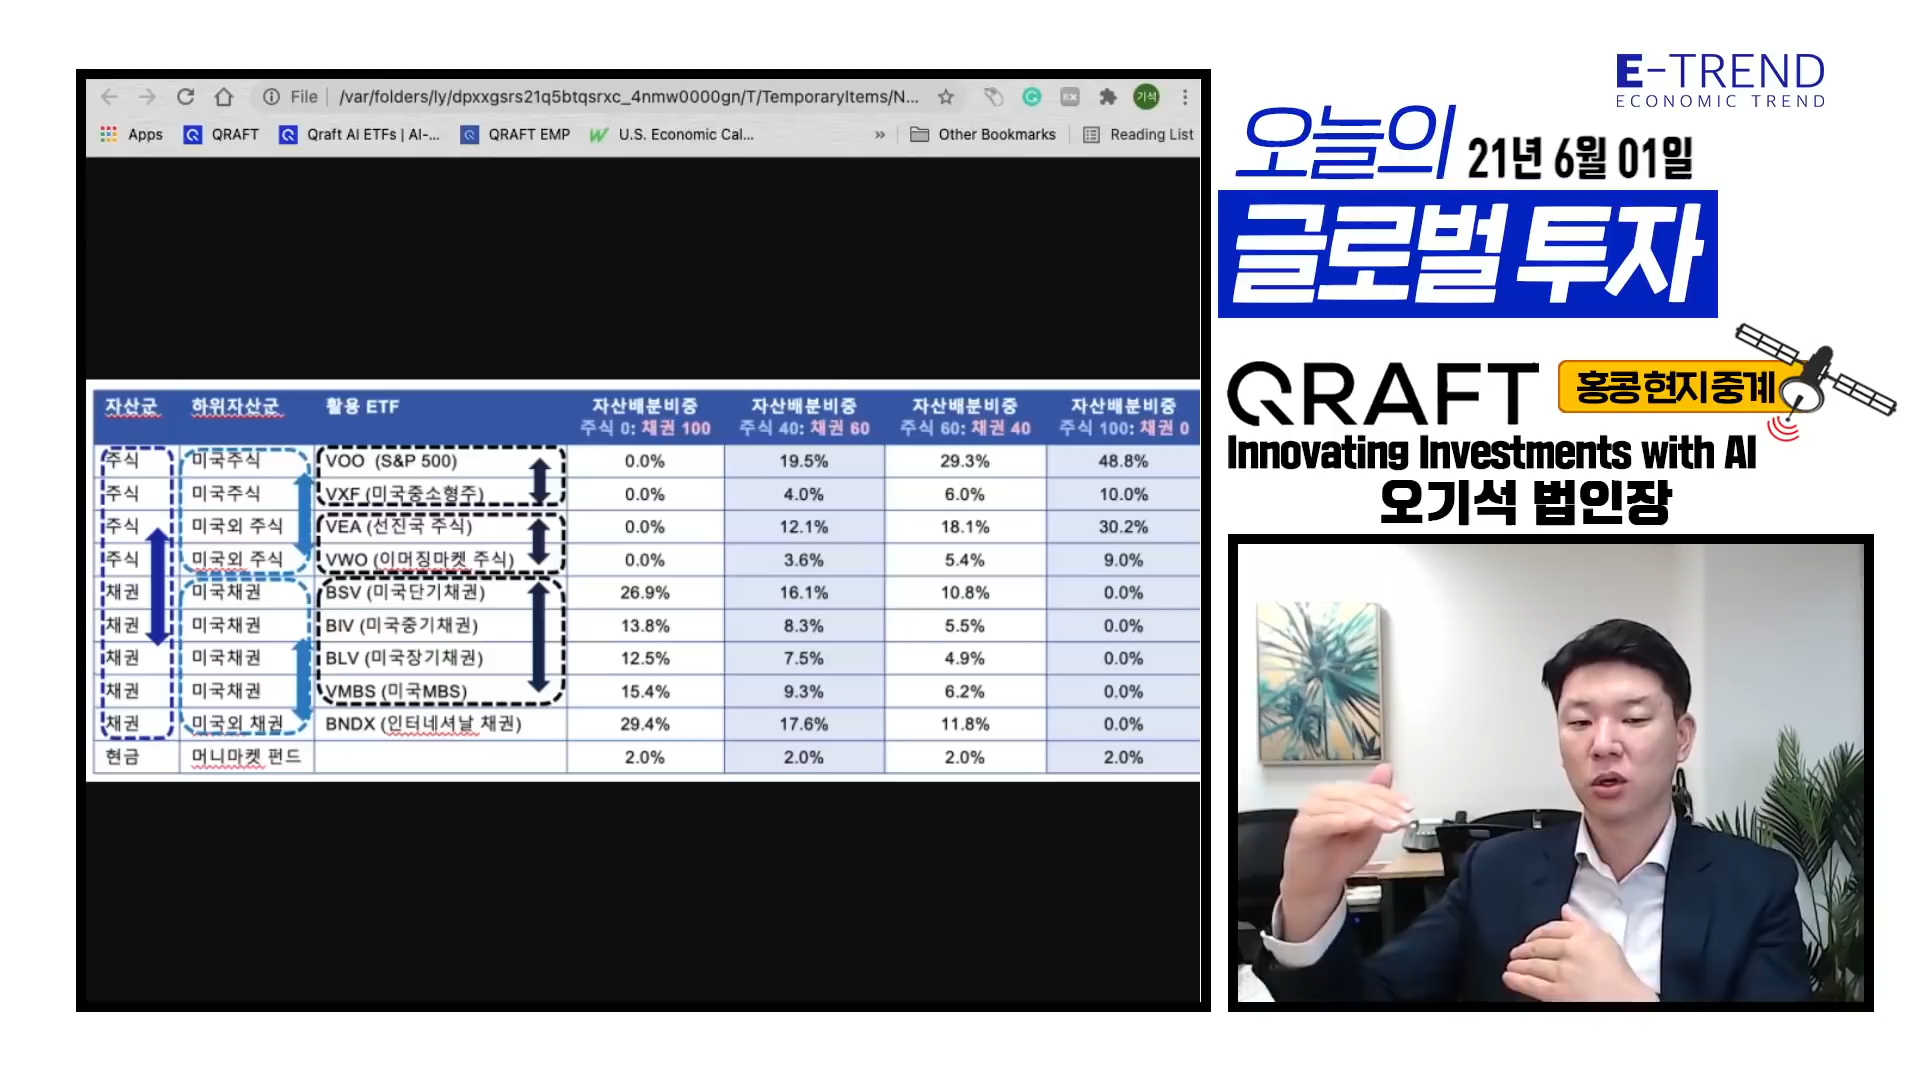 File /var/folders/ly/dpxxgsrs21q5btqsrxc_4nmw0000gn/T/TemporaryItems/N... EX 기석
Apps QRAFT Qraft AI ETFs | AI-... QRAFT EMP U.S. Economic Cal... » Other Bookmarks Reading List
자산군 하위자산군 활용 ETF 자산배분비중 자산배분비중 자산배분비중 자산배분비중
주식 0: 채권 100 주식 40: 채권 60 주식 60: 채권 40 주식 100: 채권 0
주식 미국주식 VOO (S&P 500) 0.0% 19.5% 29.3% 48.8%
주식 미국주식 VXF (미국중소형주) 0.0% 4.0% 6.0% 10.0%
주식 미국외 주식 VEA (선진국 주식) 0.0% 12.1% 18.1% 30.2%
주식 미국외 주식 VWO (이머징마켓 주식) 0.0% 3.6% 5.4% 9.0%
채권 미국채권 BSV (미국단기채권) 26.9% 16.1% 10.8% 0.0%
채권 미국채권 BIV (미국중기채권) 13.8% 8.3% 5.5% 0.0%
채권 미국채권 BLV (미국장기채권) 12.5% 7.5% 4.9% 0.0%
채권 미국채권 VMBS (미국MBS) 15.4% 9.3% 6.2% 0.0%
채권 미국외 채권 BNDX (인터네셔날 채권) 29.4% 17.6% 11.8% 0.0%
현금 머니마켓 펀드 2.0% 2.0% 2.0% 2.0%
E-TREND
ECONOMIC TREND
오늘의 21년 6월 01일
글로벌 투자
QRAFT 홍콩 현지 중계
Innovating Investments with AI
오기석 법인장